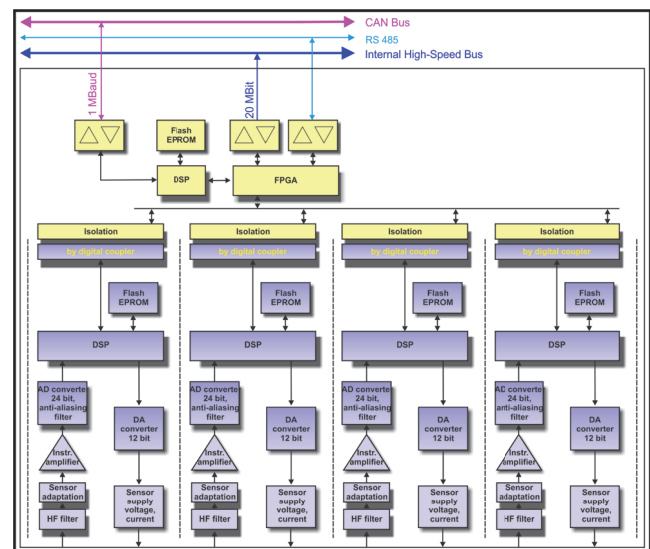 CAN Bus
RS 485
Internal High-Speed Bus
1 MBaud
20 MBit
Flash
EPROM
DSP
FPGA
Isolation
by digital coupler
Flash
EPROM
DSP
AD converter
24 bit,
anti-aliasing
filter
DA
converter
12 bit
Instr.
amplifier
Sensor
adaptation
HF filter
Sensor
supply
voltage,
current
Isolation
by digital coupler
Flash
EPROM
DSP
AD converter
24 bit,
anti-aliasing
filter
DA
converter
12 bit
Instr.
amplifier
Sensor
adaptation
HF filter
Sensor
supply
voltage,
current
Isolation
by digital coupler
Flash
EPROM
DSP
AD converter
24 bit,
anti-aliasing
filter
DA
converter
12 bit
Instr.
amplifier
Sensor
adaptation
HF filter
Sensor
supply
voltage,
current
Isolation
by digital coupler
Flash
EPROM
DSP
AD converter
24 bit,
anti-aliasing
filter
DA
converter
12 bit
Instr.
amplifier
Sensor
adaptation
HF filter
Sensor
supply
voltage,
current